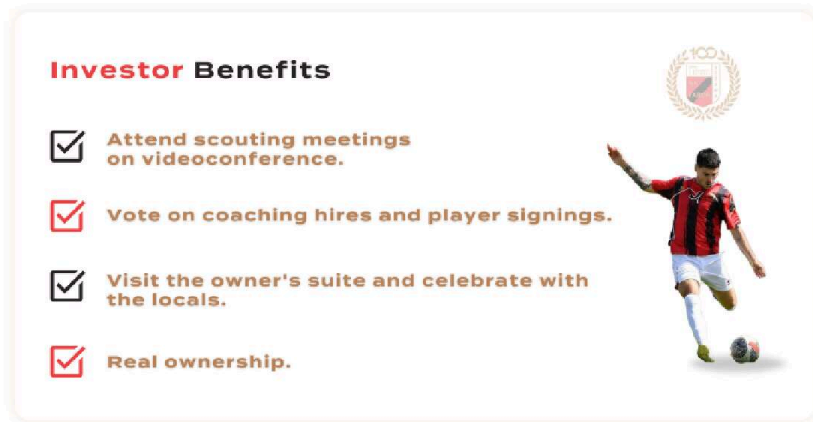 Investor Benefits
100
Attend scouting meetings
on videoconference.
Vote on coaching hires and player signings.
Visit the owner's suite and celebrate with
the locals.
Real ownership.